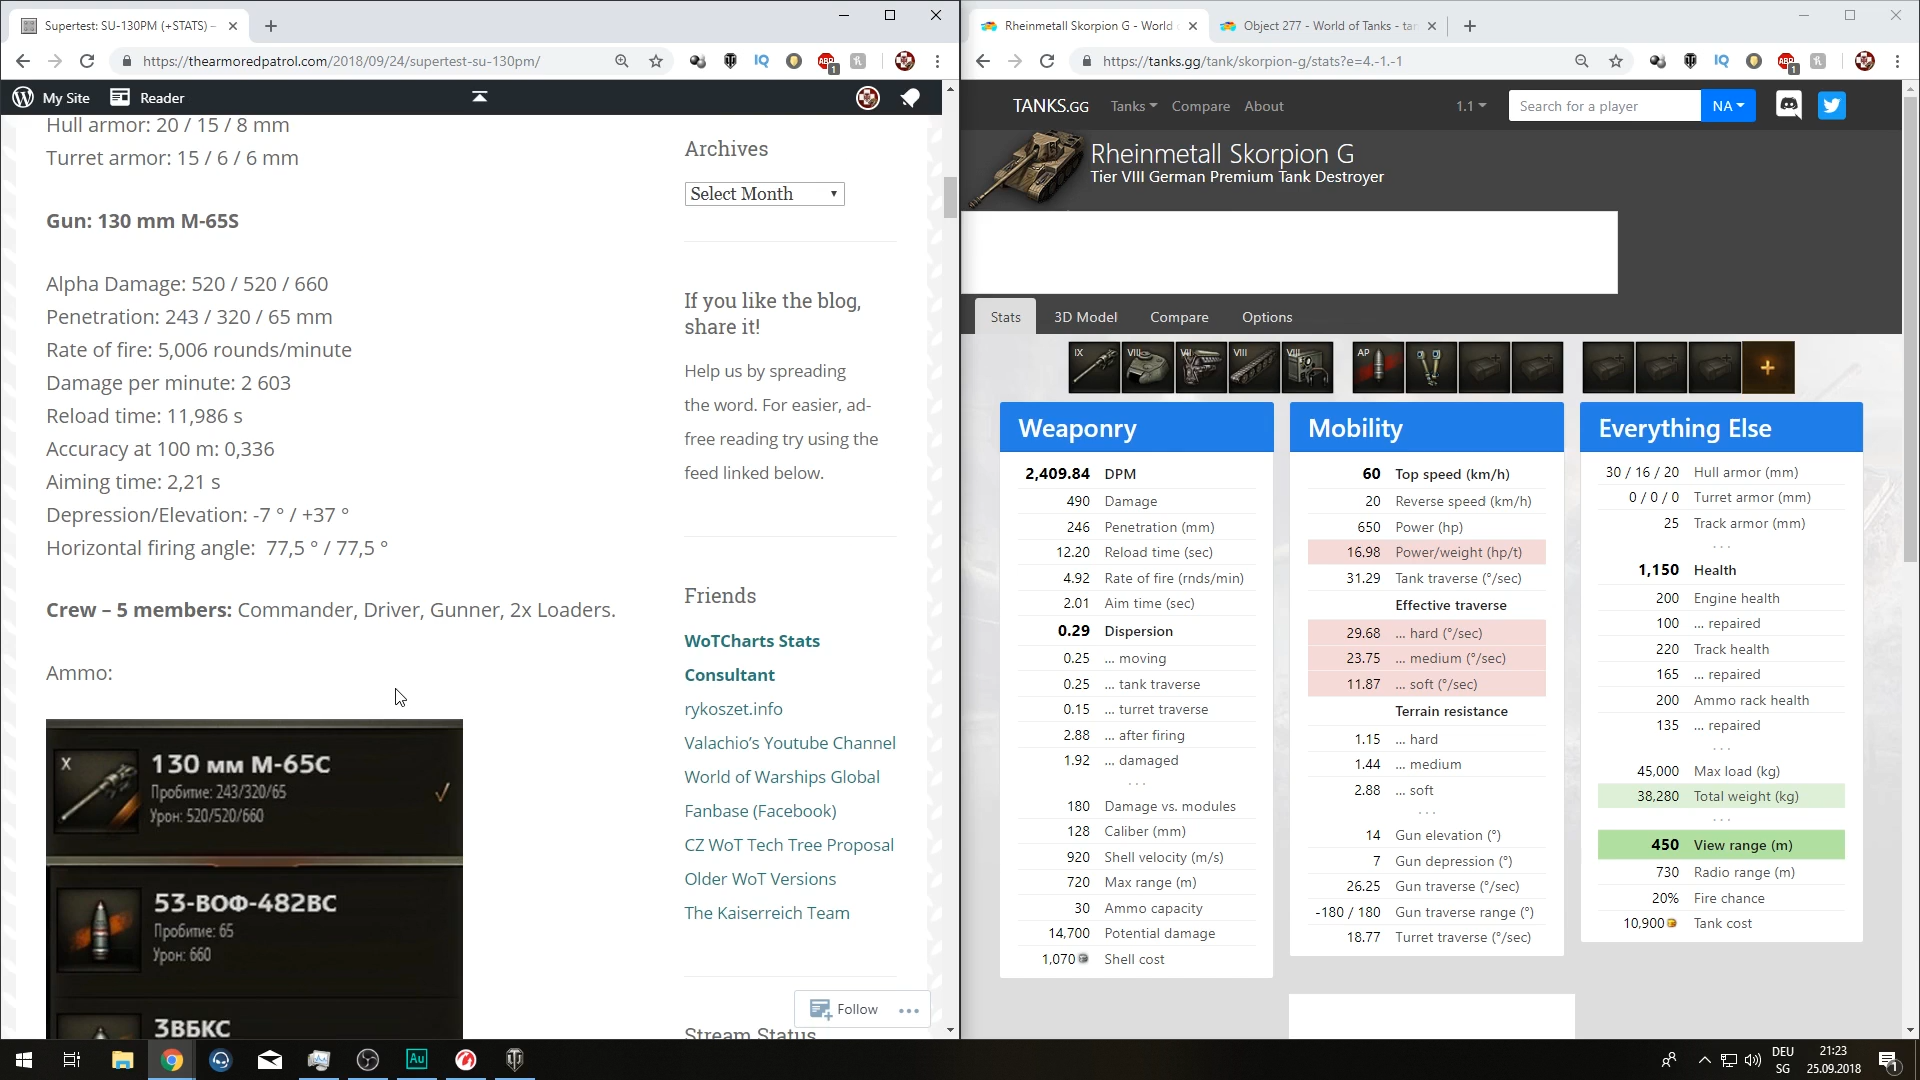 Supertest: SU-130PM (+STATS) –
https://thearmoredpatrol.com/2018/09/24/supertest-su-130pm/
My Site
Reader
Hull armor: 20 / 15 / 8 mm
Turret armor: 15 / 6 / 6 mm
Gun: 130 mm M-65S
Alpha Damage: 520 / 520 / 660
Penetration: 243 / 320 / 65 mm
Rate of fire: 5,006 rounds/minute
Damage per minute: 2 603
Reload time: 11,986 s
Accuracy at 100 m: 0,336
Aiming time: 2,21 s
Depression/Elevation: -7 ° / +37 °
Horizontal firing angle: 77,5 ° / 77,5 °
Crew – 5 members: Commander, Driver, Gunner, 2x Loaders.
Ammo:
X
130 мм М-65С
Пробитие: 243/320/65
Урон: 520/520/660
53-ВОФ-482ВС
Пробитие: 65
Урон: 660
3ВБКС
Archives
Select Month
If you like the blog,
share it!
Help us by spreading
the word. For easier, ad-
free reading try using the
feed linked below.
Friends
WoTCharts Stats
Consultant
rykoszet.info
Valachio's Youtube Channel
World of Warships Global
Fanbase (Facebook)
CZ WoT Tech Tree Proposal
Older WoT Versions
The Kaiserreich Team
Stream Status
Follow
Rheinmetall Skorpion G - World
Object 277 - World of Tanks - tan
https://tanks.gg/tank/skorpion-g/stats?e=4.-1.-1
IQ
ABP
1
IQ
ABP
1
TANKS.GG
Tanks
Compare
About
1.1
Search for a player
NA
Rheinmetall Skorpion G
Tier VIII German Premium Tank Destroyer
Stats
3D Model
Compare
Options
IX
VIII
VII
VIII
VIII
AP
Weaponry
2,409.84 DPM
490 Damage
246 Penetration (mm)
12.20 Reload time (sec)
4.92 Rate of fire (rnds/min)
2.01 Aim time (sec)
0.29 Dispersion
0.25 ... moving
0.25 ... tank traverse
0.15 ... turret traverse
2.88 ... after firing
1.92 ... damaged
...
180 Damage vs. modules
128 Caliber (mm)
920 Shell velocity (m/s)
720 Max range (m)
30 Ammo capacity
14,700 Potential damage
1,070 Shell cost
Mobility
60 Top speed (km/h)
20 Reverse speed (km/h)
650 Power (hp)
16.98 Power/weight (hp/t)
31.29 Tank traverse (°/sec)
Effective traverse
29.68 ... hard (°/sec)
23.75 ... medium (°/sec)
11.87 ... soft (°/sec)
Terrain resistance
1.15 ... hard
1.44 ... medium
2.88 ... soft
...
14 Gun elevation (°)
7 Gun depression (°)
26.25 Gun traverse (°/sec)
-180 / 180 Gun traverse range (°)
18.77 Turret traverse (°/sec)
Everything Else
30 / 16 / 20 Hull armor (mm)
0 / 0 / 0 Turret armor (mm)
25 Track armor (mm)
...
1,150 Health
200 Engine health
100 ... repaired
220 Track health
165 ... repaired
200 Ammo rack health
135 ... repaired
...
45,000 Max load (kg)
38,280 Total weight (kg)
...
450 View range (m)
730 Radio range (m)
20% Fire chance
10,900 Tank cost
Au
DEU
SG
21:23
25.09.2018
1